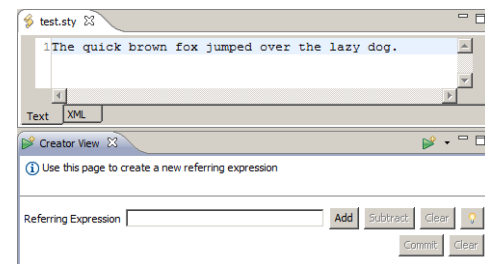 test.sty
1The quick brown fox jumped over the lazy dog.
Text XML
Creator View
Use this page to create a new referring expression
Referring Expression Add Subtract Clear
Commit Clear